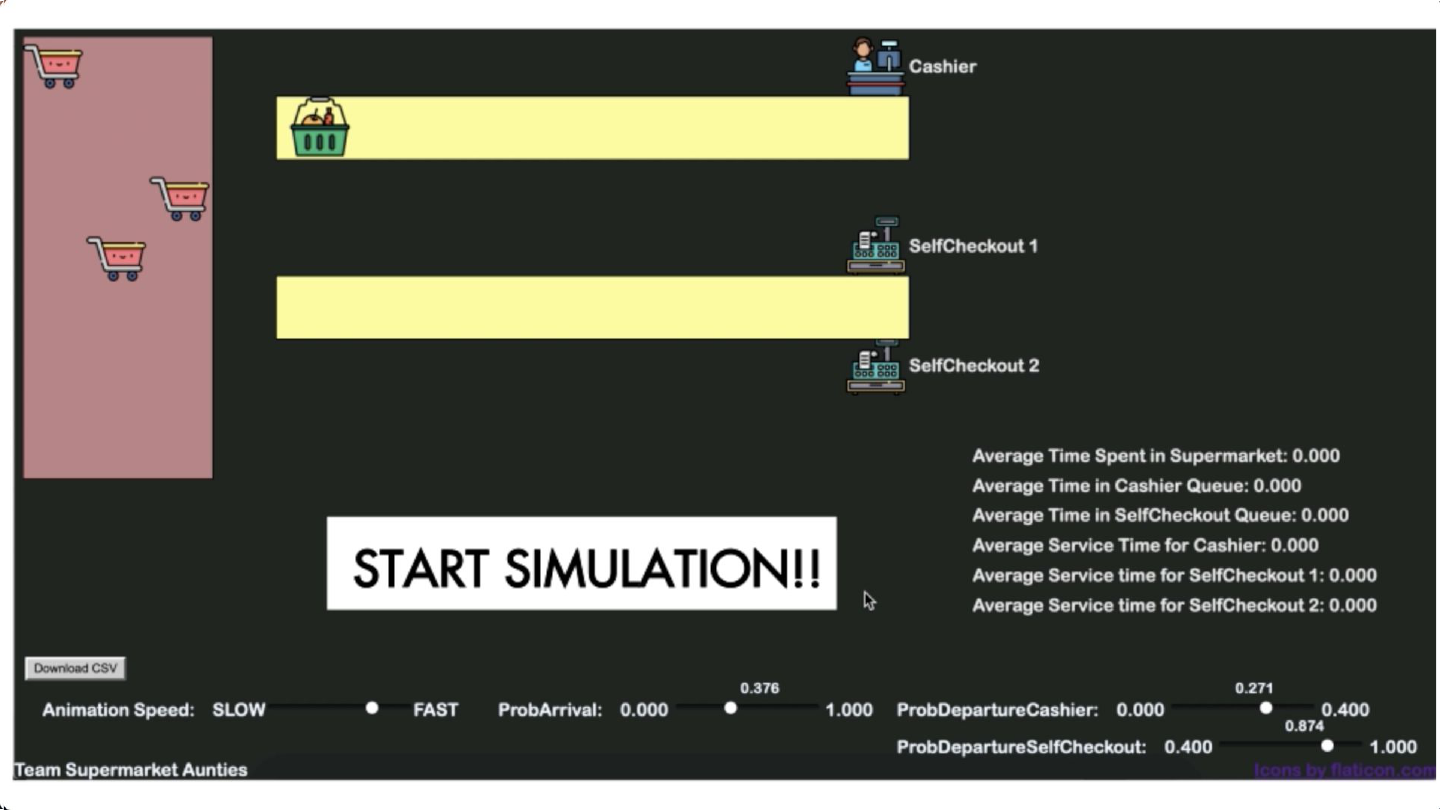 Cashier
SelfCheckout 1
SelfCheckout 2
Average Time Spent in Supermarket: 0.000
Average Time in Cashier Queue: 0.000
Average Time in SelfCheckout Queue: 0.000
Average Service Time for Cashier: 0.000
Average Service time for SelfCheckout 1: 0.000
Average Service time for SelfCheckout 2: 0.000
START SIMULATION!!
Download CSV
0.376 0.271
Animation Speed: SLOW FAST ProbArrival: 0.000 1.000 ProbDepartureCashier: 0.000 0.400
0.874
ProbDepartureSelfCheckout: 0.400 1.000
Team Supermarket Aunties Icons by flaticon.com